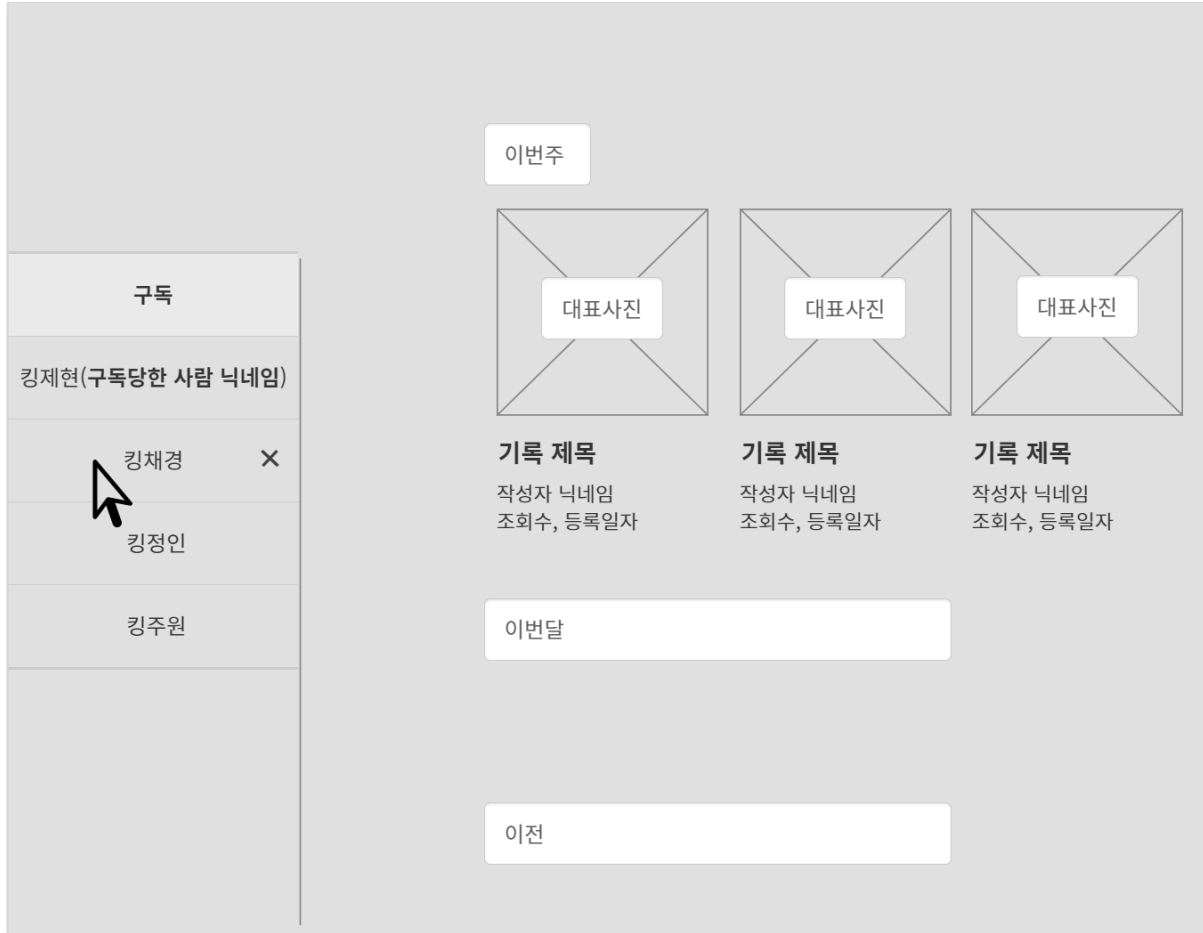 구독
킹제현(구독당한 사람 닉네임)
킹채경 ✕
킹정인
킹주원
이번주
대표사진 대표사진 대표사진
기록 제목 기록 제목 기록 제목
작성자 닉네임 작성자 닉네임 작성자 닉네임
조회수, 등록일자 조회수, 등록일자 조회수, 등록일자
이번달
이전